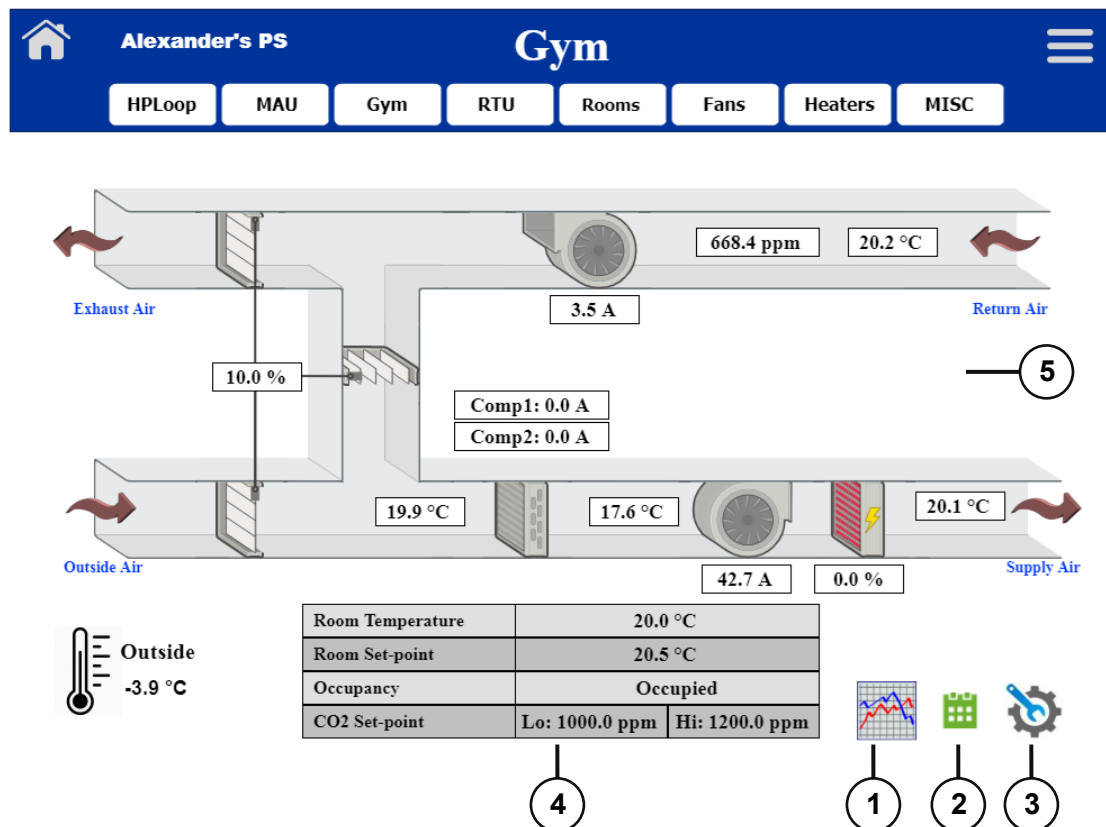 Alexander's PS
Gym
HPLoop MAU Gym RTU Rooms Fans Heaters MISC
668.4 ppm 20.2 °C
Exhaust Air
3.5 A
Return Air
10.0 %
5
Comp1: 0.0 A
Comp2: 0.0 A
19.9 °C 17.6 °C 20.1 °C
Outside Air
42.7 A 0.0 %
Supply Air
Outside
-3.9 °C
Room Temperature 20.0 °C
Room Set-point 20.5 °C
Occupancy Occupied
CO2 Set-point Lo: 1000.0 ppm Hi: 1200.0 ppm
4 1 2 3